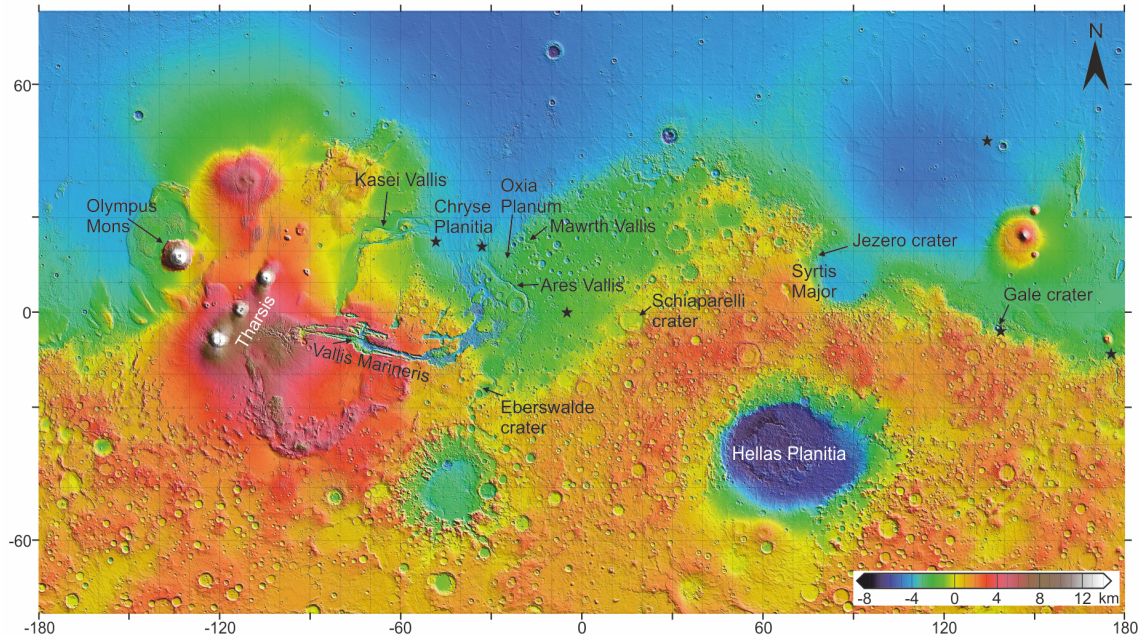 N
60
0
-60
-180
-120
-60
0
60
120
180
Olympus
Mons
Kasei Vallis
Chryse
Planitia
Oxia
Planum
Mawrth Vallis
Jezero crater
Syrtis
Major
Ares Vallis
Schiaparelli
crater
Gale crater
Tharsis
Vallis Marineris
Eberswalde
crater
Hellas Planitia
-8 -4 0 4 8 12 km